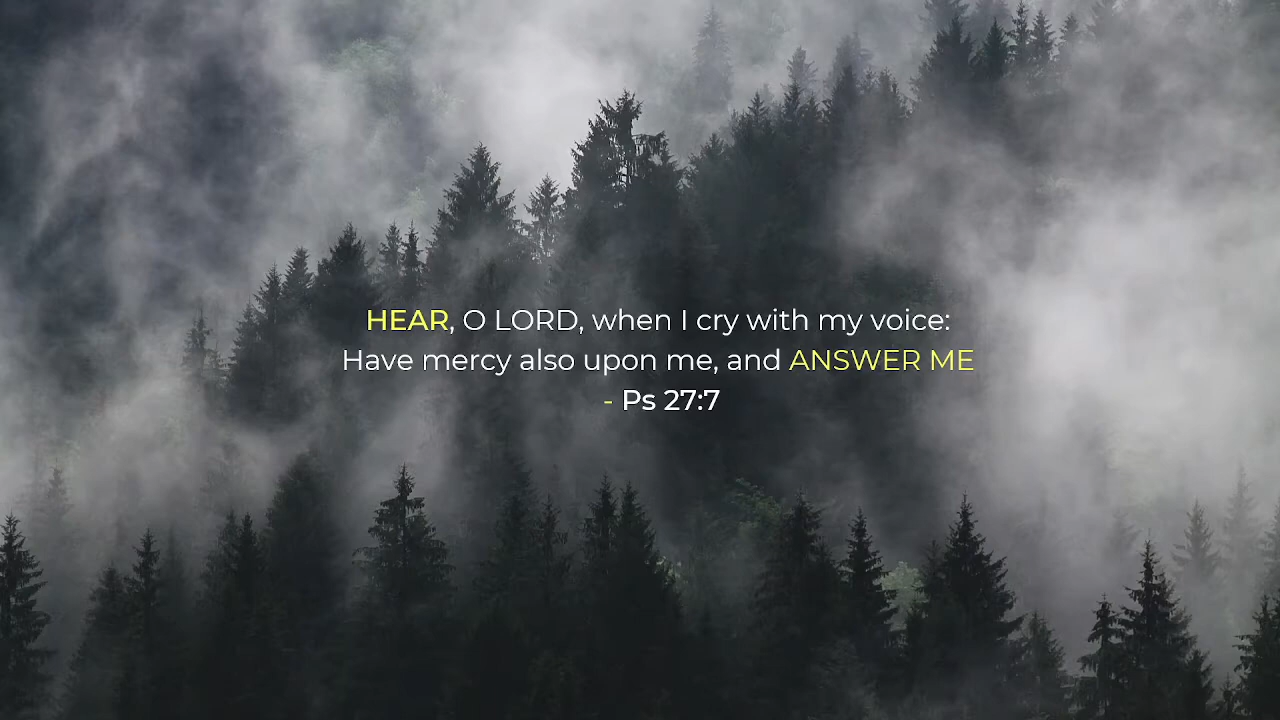 HEAR, O LORD, when I cry with my voice:
Have mercy also upon me, and ANSWER ME
- Ps 27:7